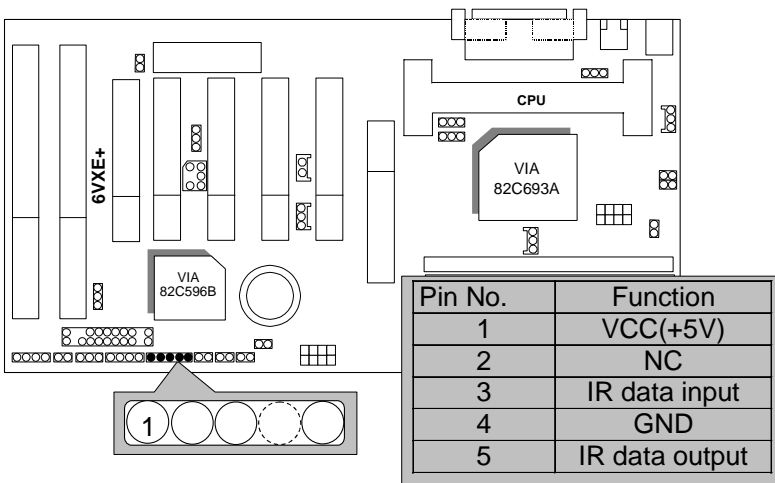 CPU
6VXE+
VIA
82C693A
VIA
82C596B
Pin No. Function
1 VCC(+5V)
2 NC
3 IR data input
4 GND
5 IR data output
1